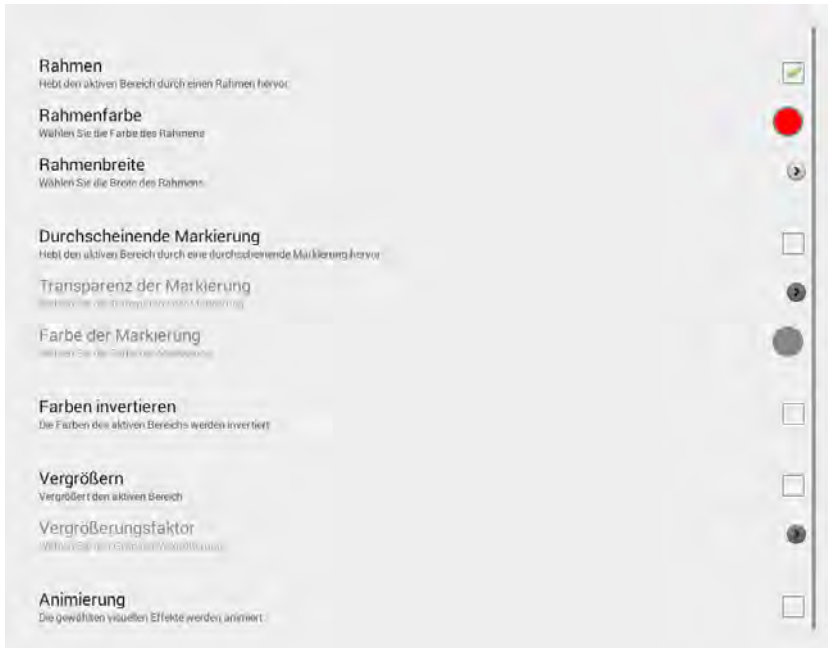 Rahmen
Hebt den aktiven Bereich durch einen Rahmen hervor
Rahmenfarbe
Wählen Sie die Farbe des Rahmens
Rahmenbreite
Wählen Sie die Breite des Rahmens
Durchscheinende Markierung
Hebt den aktiven Bereich durch eine durchscheinende Markierung hervor
Transparenz der Markierung
Farbe der Markierung
Farben invertieren
Die Farben des aktiven Bereichs werden invertiert
Vergrößern
Vergrößert den aktiven Bereich
Vergrößerungsfaktor
Animierung
Die gewählten visuellen Effekte werden animiert